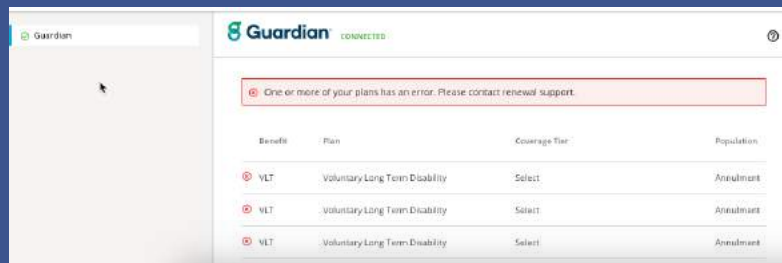 Guardian
Guardian CONNECTED
One or more of your plans has an error. Please contact renewal support.
Benefit Plan Coverage Tier Population
VLT Voluntary Long Term Disability Select Annulment
VLT Voluntary Long Term Disability Select Annulment
VLT Voluntary Long Term Disability Select Annulment